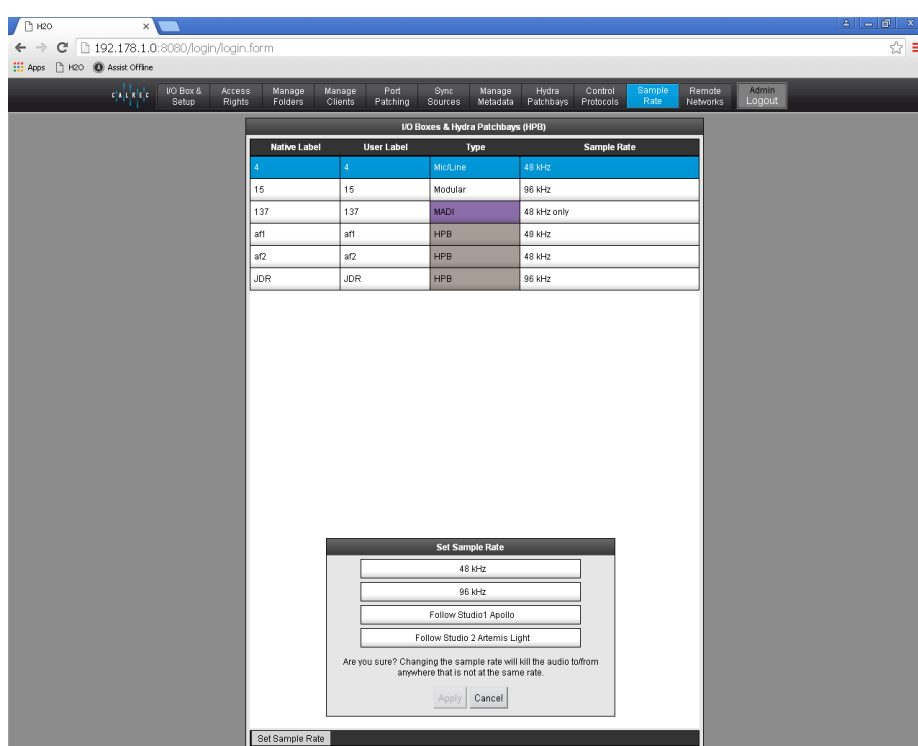 H2O
192.178.1.0:8080/login/login.form
Apps H2O Assist Offline
CALREC
I/O Box & Setup
Access Rights
Manage Folders
Manage Clients
Port Patching
Sync Sources
Manage Metadata
Hydra Patchbays
Control Protocols
Sample Rate
Remote Networks
Admin Logout
I/O Boxes & Hydra Patchbays (HPB)
Native Label User Label Type Sample Rate
4 4 Mic/Line 48 kHz
15 15 Modular 96 kHz
137 137 MADI 48 kHz only
af1 af1 HPB 48 kHz
af2 af2 HPB 48 kHz
JDR JDR HPB 96 kHz
Set Sample Rate
48 kHz
96 kHz
Follow Studio1 Apollo
Follow Studio 2 Artemis Light
Are you sure? Changing the sample rate will kill the audio to/from
anywhere that is not at the same rate.
Apply Cancel
Set Sample Rate